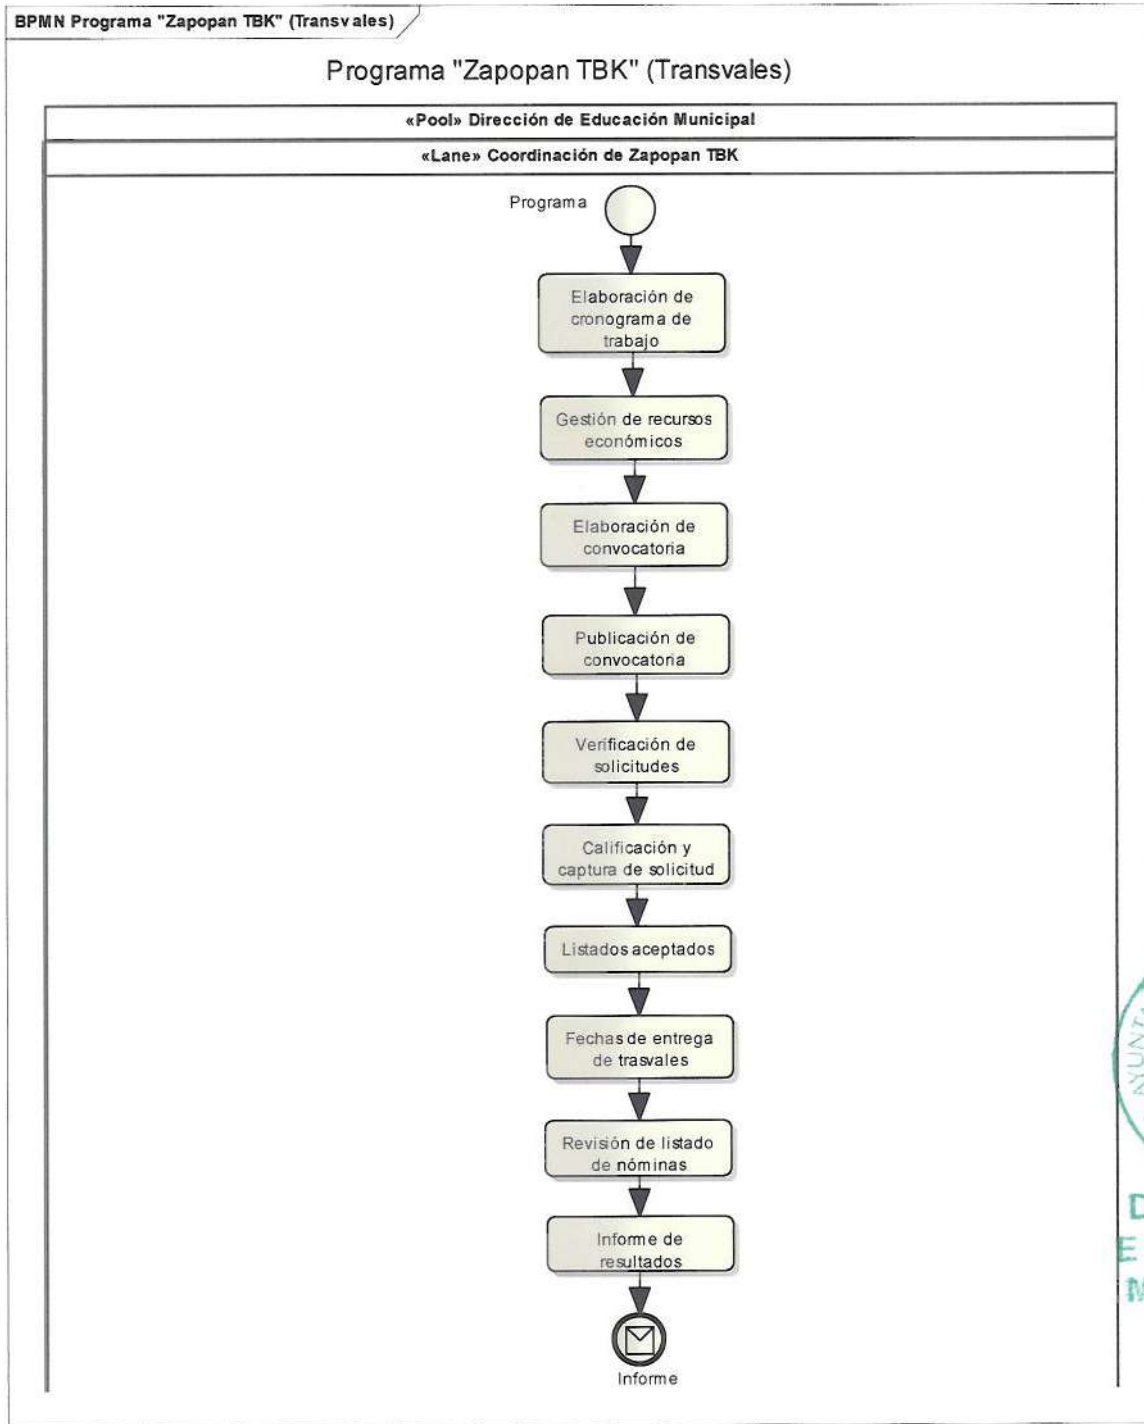 BPMN Programa "Zapopan TBK" (Transvales)
Programa "Zapopan TBK" (Transvales)
«Pool» Dirección de Educación Municipal
«Lane» Coordinación de Zapopan TBK
Programa
Elaboración de
cronograma de
trabajo
Gestión de recursos
económicos
Elaboración de
convocatoria
Publicación de
convocatoria
Verificación de
solicitudes
Calificación y
captura de solicitud
Listados aceptados
Fechas de entrega
de trasvales
Revisión de listado
de nóminas
Informe de
resultados
Informe